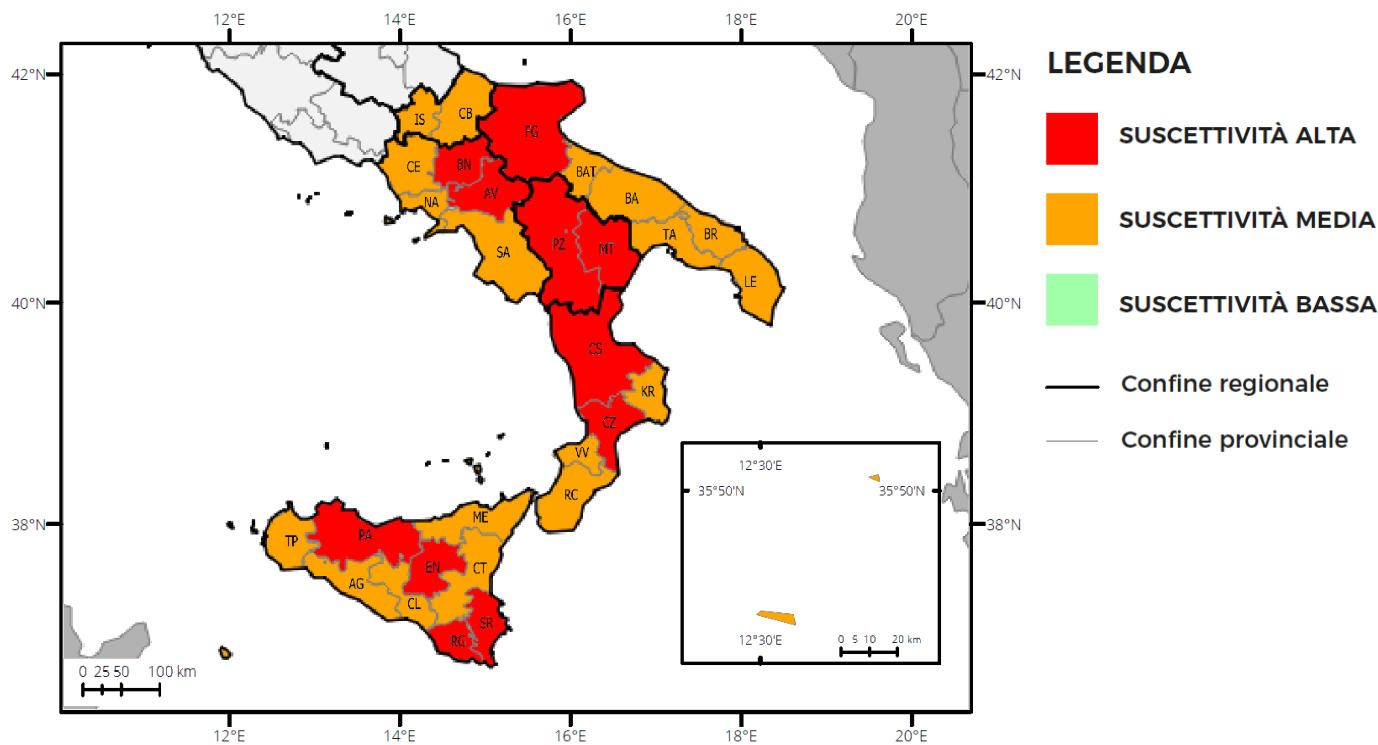 12°E 14°E 16°E 18°E 20°E
42°N 42°N
LEGENDA
SUSCETTIVITÀ ALTA
SUSCETTIVITÀ MEDIA
SUSCETTIVITÀ BASSA
Confine regionale
Confine provinciale
IS CB FG
CE BN BAT
NA AV BA
SA PZ MT TA BR
LE
40°N 40°N
CS
KR
CZ
VV
RC
12°30'E
35°50'N 35°50'N
12°30'E
0 5 10 20 km
38°N 38°N
ME
TP PA
EN CT
AG
CL
SR
RG
0 25 50 100 km
12°E 14°E 16°E 18°E 20°E